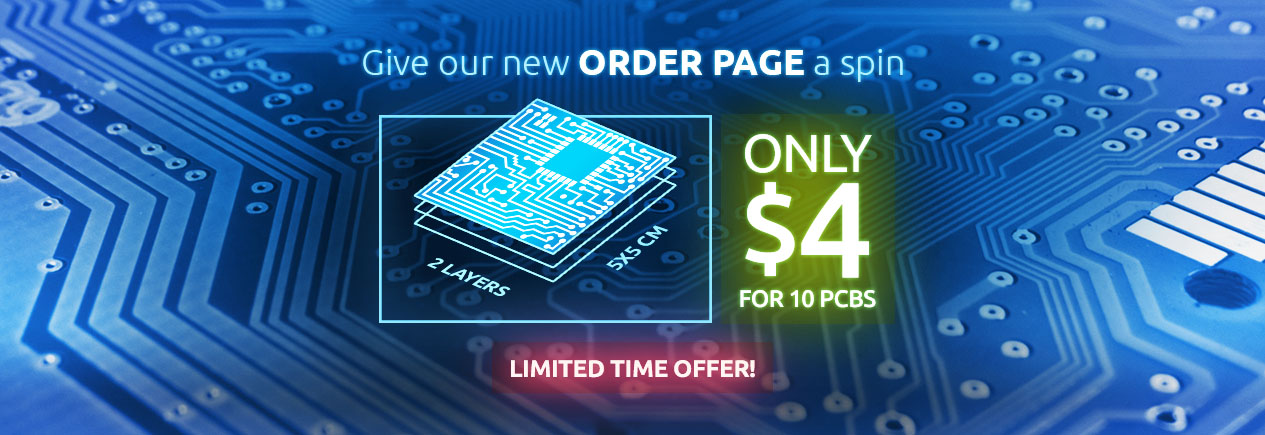 Give our new ORDER PAGE a spin
2 LAYERS
5X5 CM
ONLY
$4
FOR 10 PCBS
LIMITED TIME OFFER!